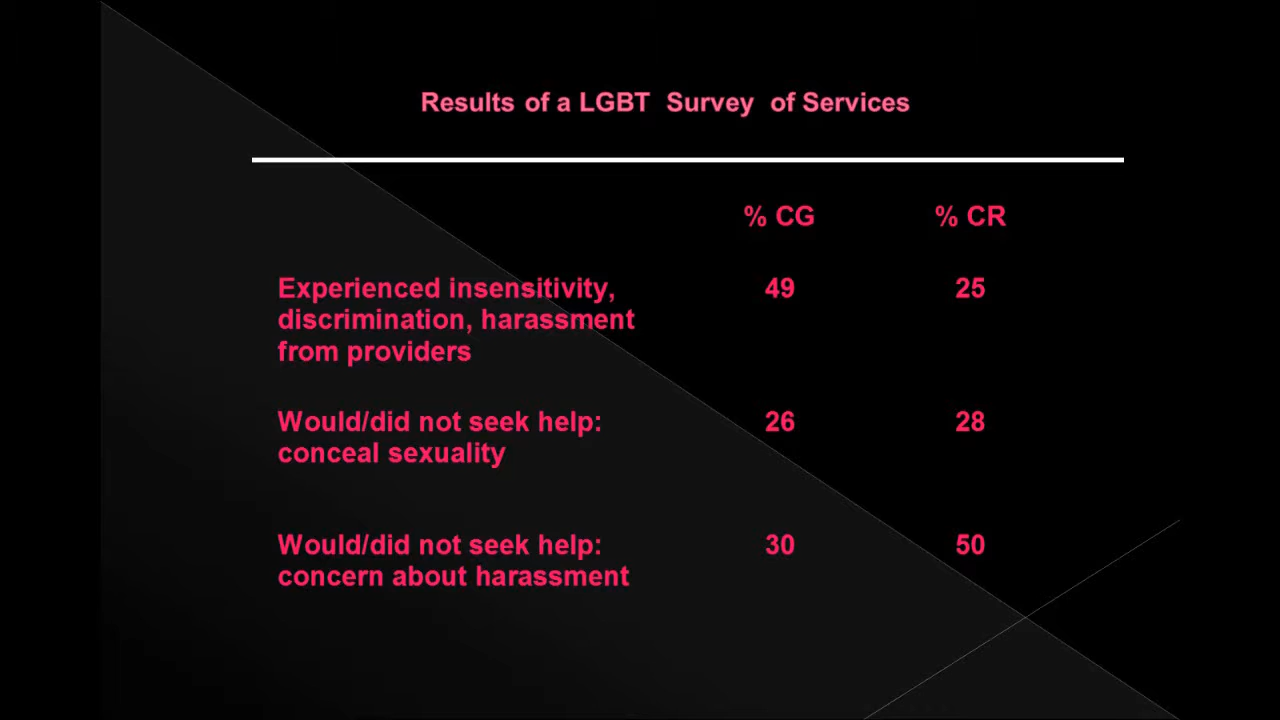 Results of a LGBT Survey of Services
% CG % CR
Experienced insensitivity, 49 25
discrimination, harassment
from providers
Would/did not seek help: 26 28
conceal sexuality
Would/did not seek help: 30 50
concern about harassment